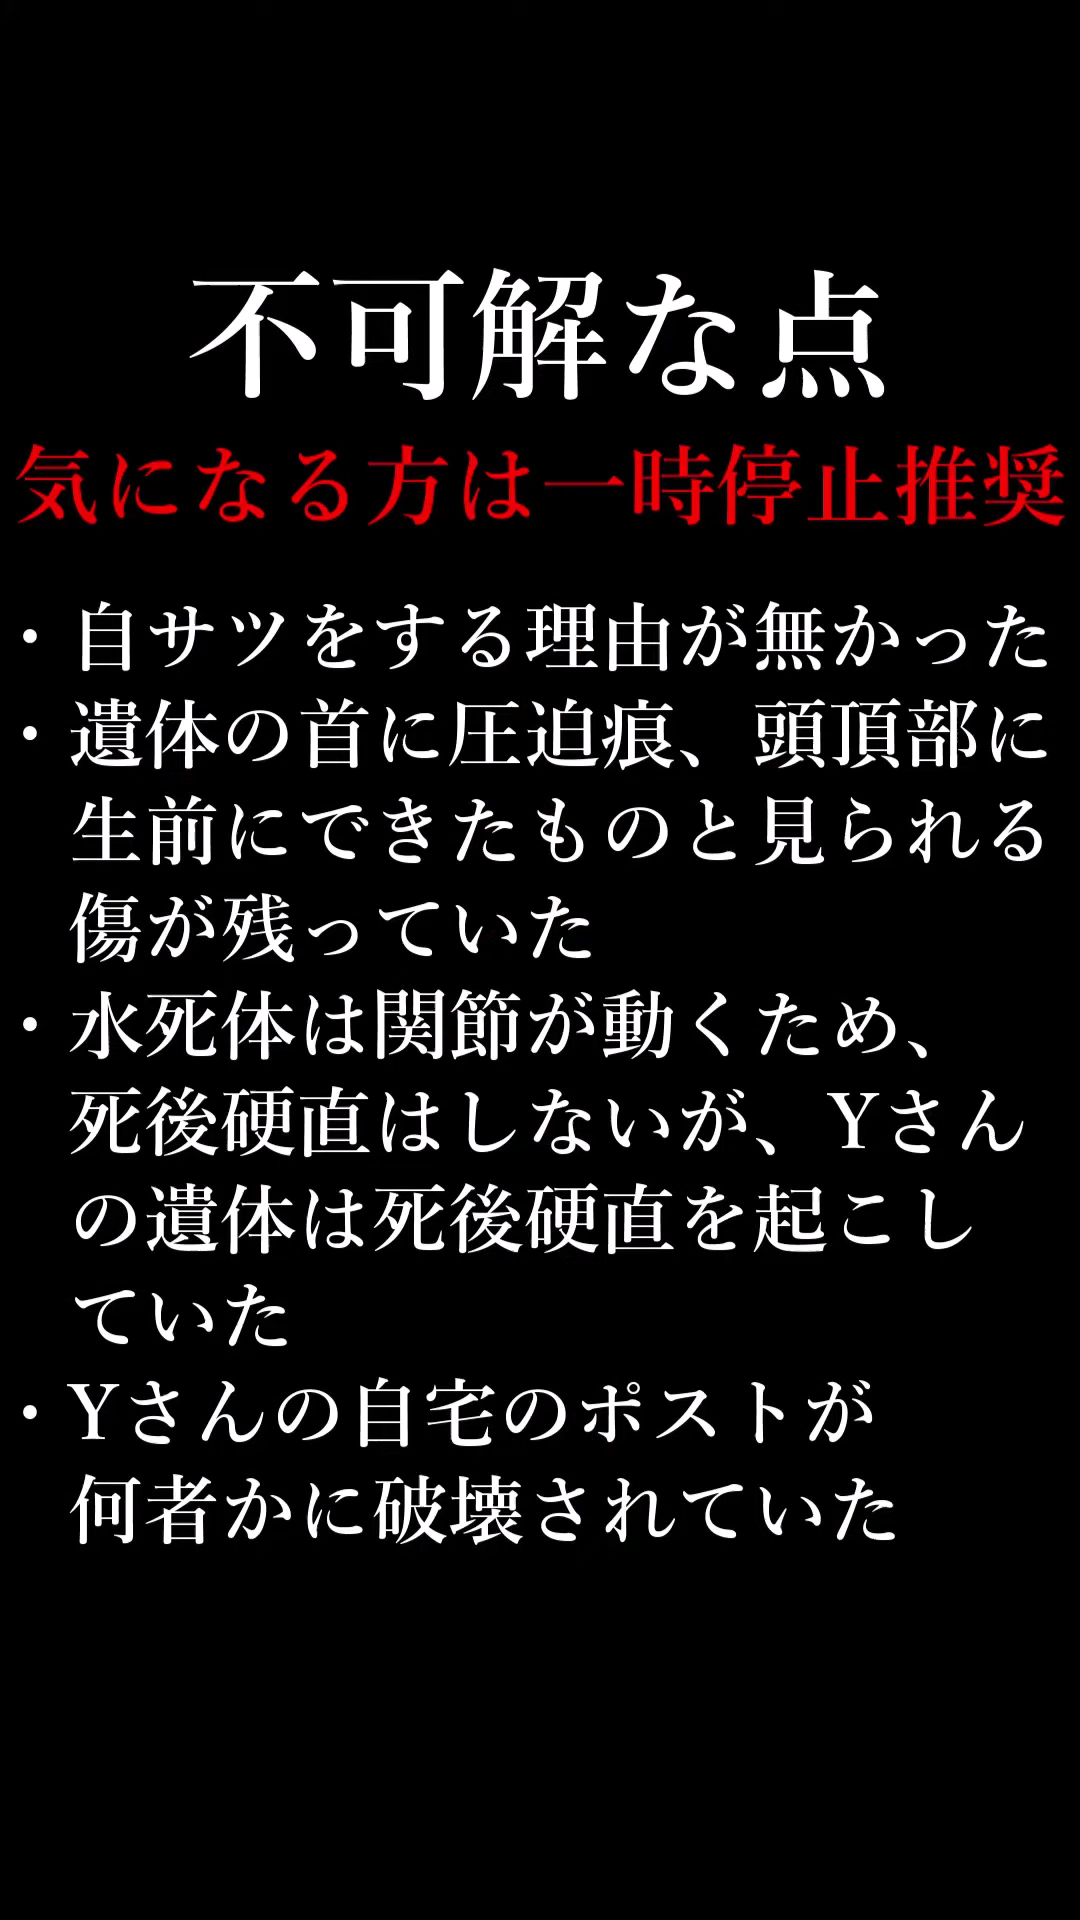 不可解な点
気になる方は一時停止推奨
・自サツをする理由が無かった
・遺体の首に圧迫痕、頭頂部に
生前にできたものと見られる
傷が残っていた
・水死体は関節が動くため、
死後硬直はしないが、Yさん
の遺体は死後硬直を起こし
ていた
・Yさんの自宅のポストが
何者かに破壊されていた